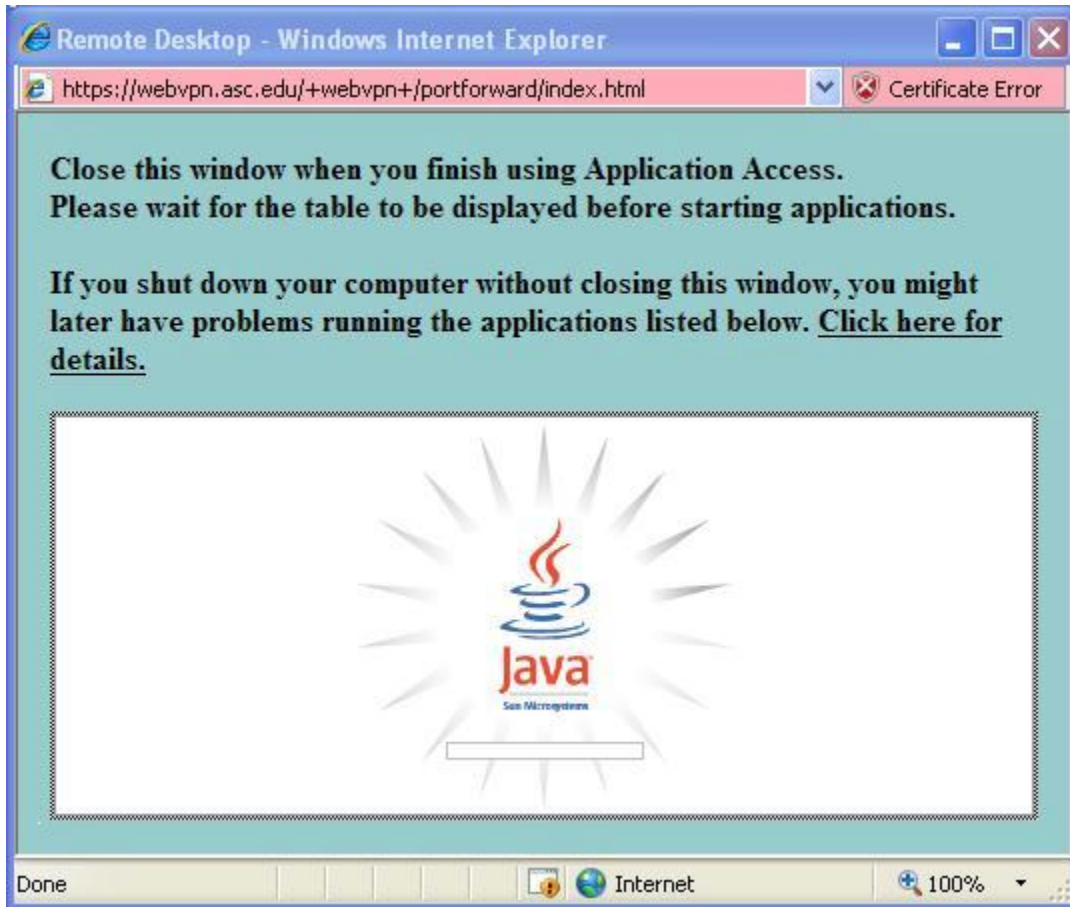 Remote Desktop - Windows Internet Explorer
https://webvpn.asc.edu/+webvpn+/portforward/index.html
Certificate Error
Close this window when you finish using Application Access.
Please wait for the table to be displayed before starting applications.
If you shut down your computer without closing this window, you might
later have problems running the applications listed below. Click here for
details.
Java
Sun Microsystems
Done
Internet
100%